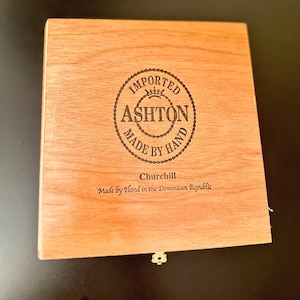 IMPORTED
ASHTON
MADE BY HAND
Churchill
Made by Hand in the Dominican Republic